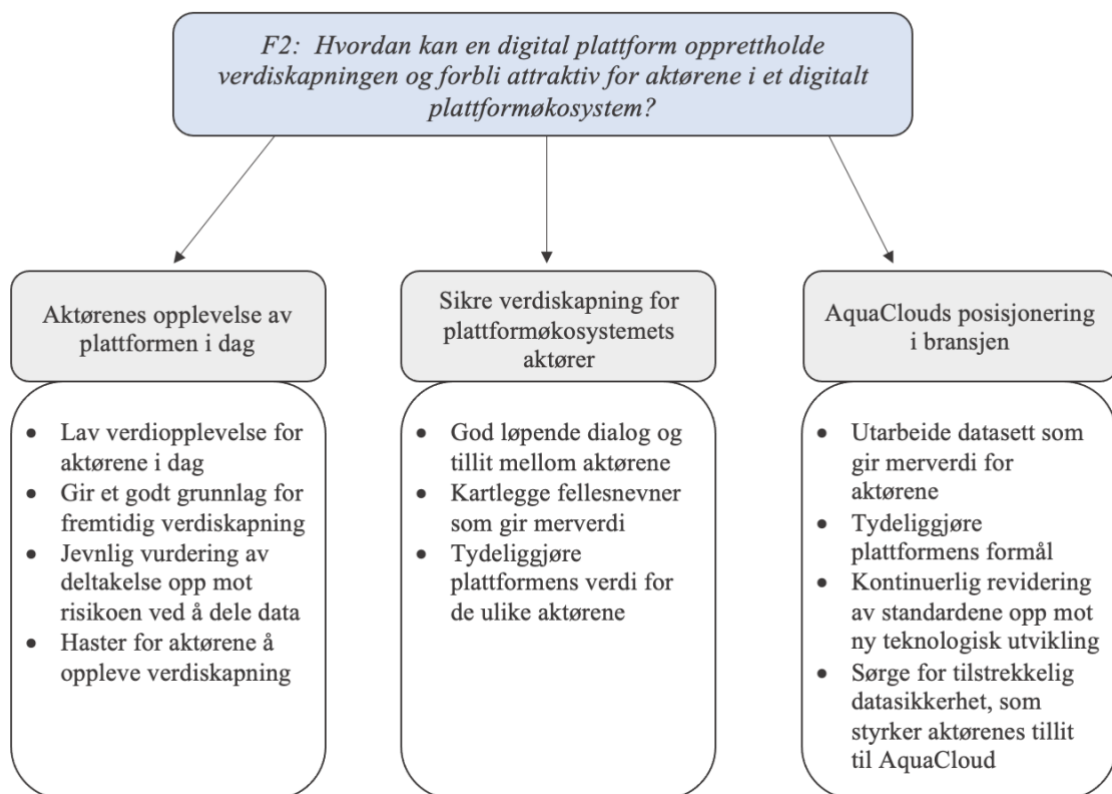 F2: Hvordan kan en digital plattform opprettholde
verdiskapningen og forbli attraktiv for aktørene i et digitalt
plattformøkosystem?
Aktørenes opplevelse av
plattformen i dag
• Lav verdiopplevelse for
aktørene i dag
• Gir et godt grunnlag for
fremtidig verdiskapning
• Jevnlig vurdering av
deltakelse opp mot
risikoen ved å dele data
• Haster for aktørene å
oppleve verdiskapning
Sikre verdiskapning for
plattformøkosystemets
aktører
• God løpende dialog og
tillit mellom aktørene
• Kartlegge fellesnevner
som gir merverdi
• Tydeliggjøre
plattformens verdi for
de ulike aktørene
AquaClouds posisjonering
i bransjen
• Utarbeide datasett som
gir merverdi for
aktørene
• Tydeliggjøre
plattformens formål
• Kontinuerlig revidering
av standardene opp mot
ny teknologisk utvikling
• Sørge for tilstrekkelig
datasikkerhet, som
styrker aktørenes tillit
til AquaCloud